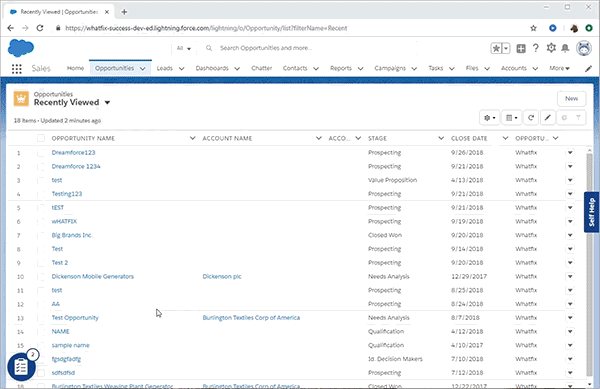 Recently Viewed | Opportunities
https://whatfix-success-dev-ed.lightning.force.com/lightning/o/Opportunity/list?filterName=Recent
All Search Opportunities
Sales Home Opportunities Leads Dashboards Chatter Contacts Reports Campaigns Tasks Files Accounts More
Opportunities
Recently Viewed
New
18 items • Updated 2 minutes ago
OPPORTUNITY NAME ACCOUNT NAME ACCO... STAGE CLOSE DATE OPPORTU...
1 Dreamforce123 Prospecting 9/26/2018 Whatfix
2 Dreamforce 1234 Prospecting 9/21/2018 Whatfix
3 test Value Proposition 4/13/2018 Whatfix
4 Testing123 Prospecting 9/21/2018 Whatfix
5 tEST Prospecting 9/21/2018 Whatfix
6 wHATFIX Prospecting 9/19/2018 Whatfix
7 Big Brands Inc. Closed Won 9/20/2018 Whatfix
8 Test Prospecting 9/14/2018 Whatfix
9 Test 2 Prospecting 9/20/2018 Whatfix
10 Dickenson Mobile Generators Dickenson plc Needs Analysis 12/29/2017 Whatfix
11 test Prospecting 8/25/2018 Whatfix
12 AA Prospecting 8/24/2018 Whatfix
13 Test Opportunity Burlington Textiles Corp of America Needs Analysis 8/7/2018 Whatfix
14 NAME Qualification 4/12/2018 Whatfix
15 sample name Qualification 4/10/2017 Whatfix
fgsdgfadfg Id. Decision Makers 7/10/2018 Whatfix
sdfsdfsd Prospecting 7/12/2018 Whatfix
Burlington Textiles Weaving Plant Generator Burlington Textiles Corp of America Closed Won 12/22/2017 Whatfix
Self Help
2